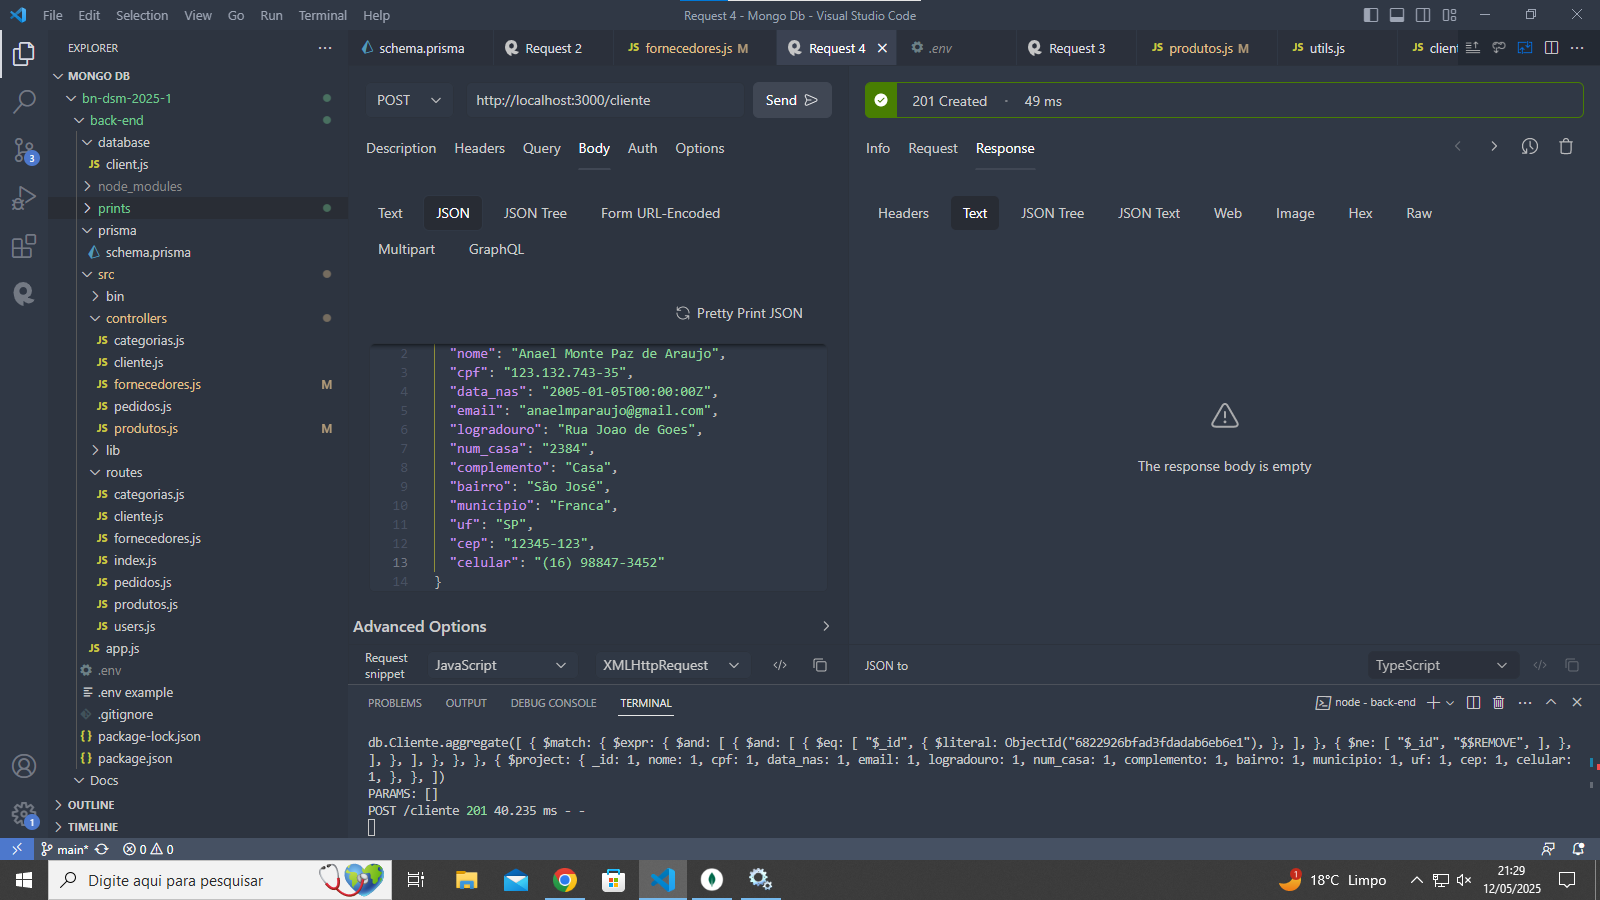 File Edit Selection View Go Run Terminal Help
Request 4 - Mongo Db - Visual Studio Code
EXPLORER
MONGO DB
bn-dsm-2025-1
back-end
database
JS client.js
node_modules
prints
prisma
schema.prisma
src
bin
controllers
JS categorias.js
JS cliente.js
JS fornecedores.js M
JS pedidos.js
JS produtos.js M
lib
routes
JS categorias.js
JS cliente.js
JS fornecedores.js
JS index.js
JS pedidos.js
JS produtos.js
JS users.js
JS app.js
.env
.env example
.gitignore
{} package-lock.json
{} package.json
Docs
OUTLINE
TIMELINE
3
1
schema.prisma Request 2 JS fornecedores.js M Request 4 .env Request 3 JS produtos.js M JS utils.js JS client
POST http://localhost:3000/cliente Send
Description Headers Query Body Auth Options
Text JSON JSON Tree Form URL-Encoded
Multipart GraphQL
Pretty Print JSON
2 "nome": "Anael Monte Paz de Araujo",
3 "cpf": "123.132.743-35",
4 "data_nas": "2005-01-05T00:00:00Z",
5 "email": "anaelmparaujo@gmail.com",
6 "logradouro": "Rua Joao de Goes",
7 "num_casa": "2384",
8 "complemento": "Casa",
9 "bairro": "São José",
10 "municipio": "Franca",
11 "uf": "SP",
12 "cep": "12345-123",
13 "celular": "(16) 98847-3452"
14 }
Advanced Options
Request snippet JavaScript XMLHttpRequest
201 Created · 49 ms
Info Request Response
Headers Text JSON Tree JSON Text Web Image Hex Raw
The response body is empty
JSON to TypeScript
PROBLEMS OUTPUT DEBUG CONSOLE TERMINAL
node - back-end
db.Cliente.aggregate([ { $match: { $expr: { $and: [ { $and: [ { $eq: [ "$_id", { $literal: ObjectId("6822926bfad3fdadab6eb6e1"), }, ], }, { $ne: [ "$_id", "$$REMOVE", ], },
], }, ], }, }, }, { $project: { _id: 1, nome: 1, cpf: 1, data_nas: 1, email: 1, logradouro: 1, num_casa: 1, complemento: 1, bairro: 1, municipio: 1, uf: 1, cep: 1, celular:
1, }, }, ])
PARAMS: []
POST /cliente 201 40.235 ms - -
main* 0 0
Digite aqui para pesquisar
1 18°C Limpo
21:29
12/05/2025